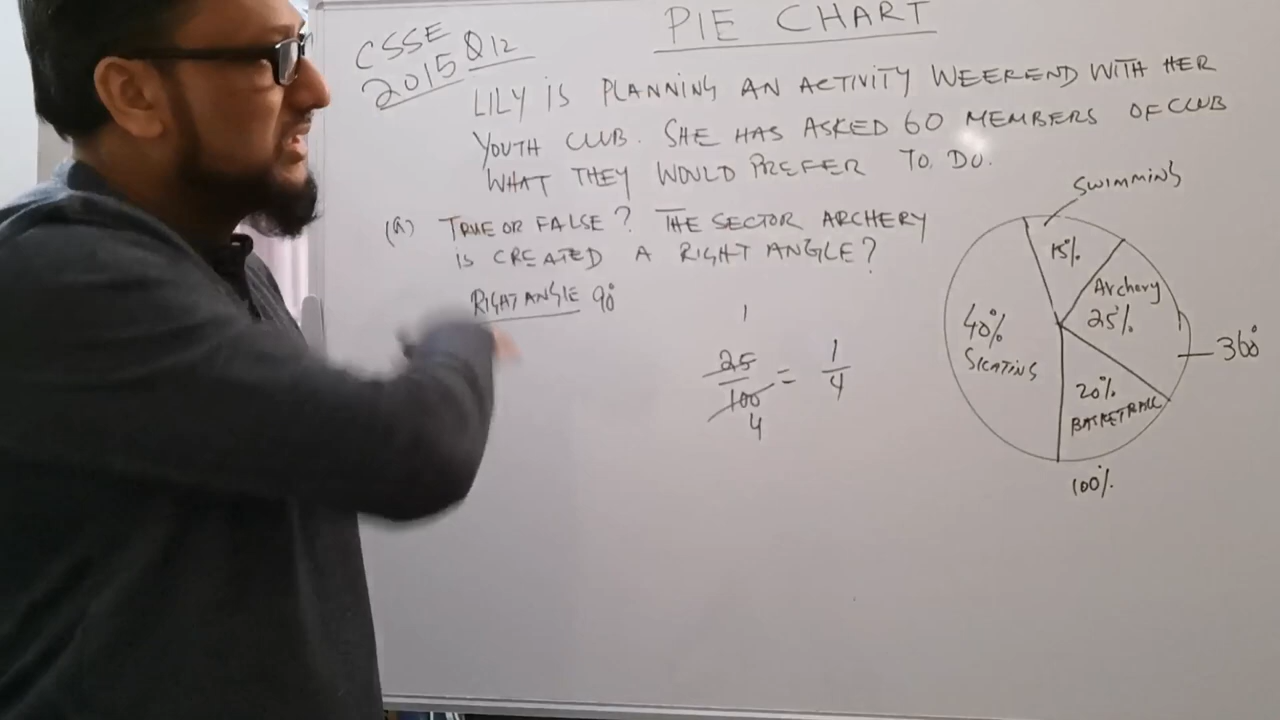 PIE CHART
CSSE
2015 Q12
LILY IS PLANNING AN ACTIVITY WEEKEND WITH HER
YOUTH CLUB. SHE HAS ASKED 60 MEMBERS OF CLUB
WHAT THEY WOULD PREFER TO DO.
(a) TRUE OR FALSE? THE SECTOR ARCHERY
IS CREATED A RIGHT ANGLE?
RIGHT ANGLE 90°
1
25
100
4
=
1
4
SWIMMING
15%
Archery
25%
40%
SKATING
360°
20%
BASKETBALL
100%